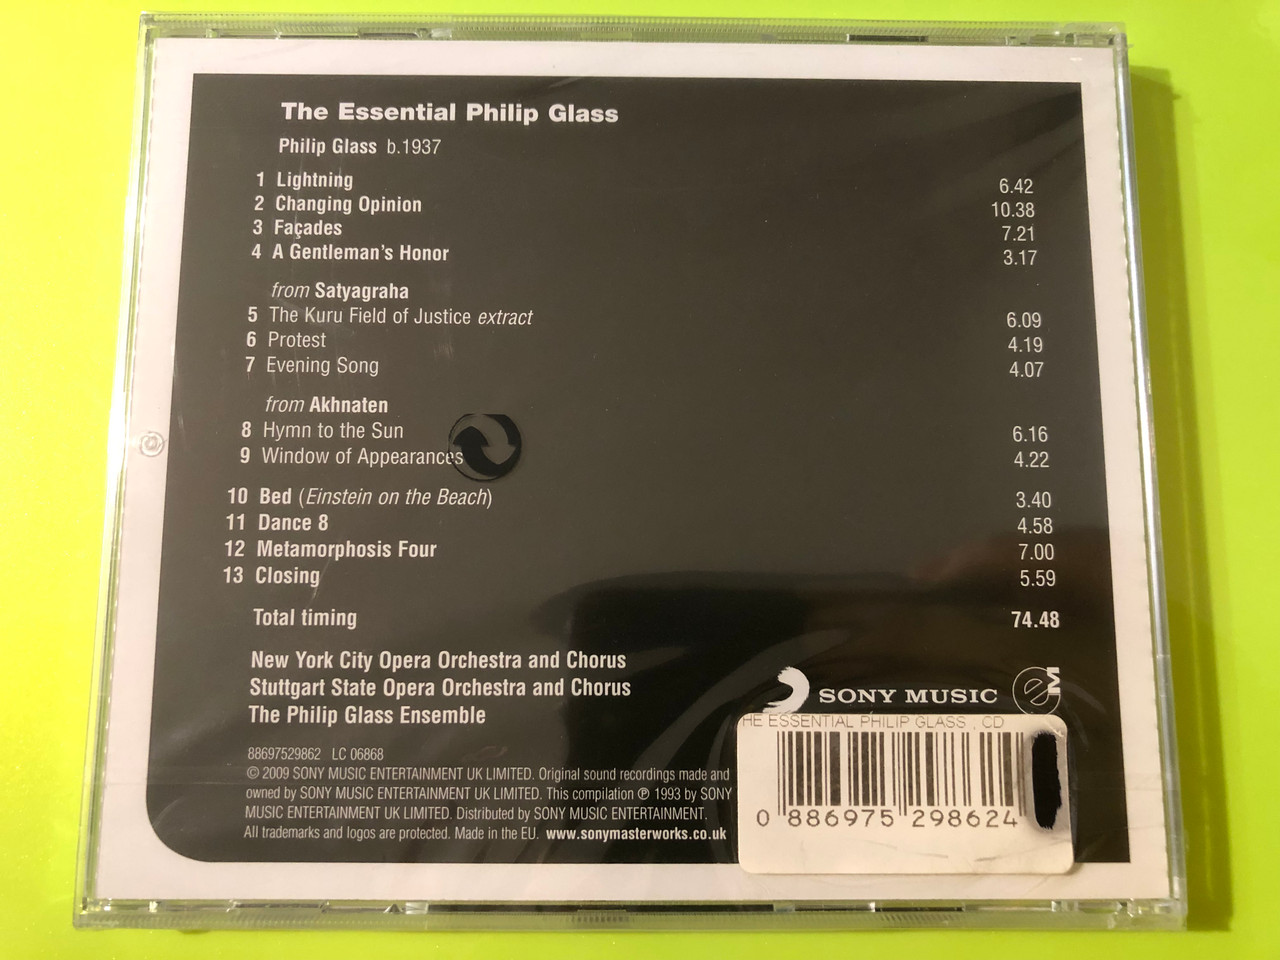 The Essential Philip Glass
Philip Glass b.1937
1 Lightning 6.42
2 Changing Opinion 10.38
3 Façades 7.21
4 A Gentleman's Honor 3.17
from Satyagraha
5 The Kuru Field of Justice extract 6.09
6 Protest 4.19
7 Evening Song 4.07
from Akhnaten
8 Hymn to the Sun 6.16
9 Window of Appearances 4.22
10 Bed (Einstein on the Beach) 3.40
11 Dance 8 4.58
12 Metamorphosis Four 7.00
13 Closing 5.59
Total timing 74.48
New York City Opera Orchestra and Chorus
Stuttgart State Opera Orchestra and Chorus
The Philip Glass Ensemble
SONY MUSIC eM
88697529862 LC 06868
© 2009 SONY MUSIC ENTERTAINMENT UK LIMITED. Original sound recordings made and
owned by SONY MUSIC ENTERTAINMENT UK LIMITED. This compilation ℗ 1993 by SONY
MUSIC ENTERTAINMENT UK LIMITED. Distributed by SONY MUSIC ENTERTAINMENT.
All trademarks and logos are protected. Made in the EU. www.sonymasterworks.co.uk
HE ESSENTIAL PHILIP GLASS . CD
0 886975 298624